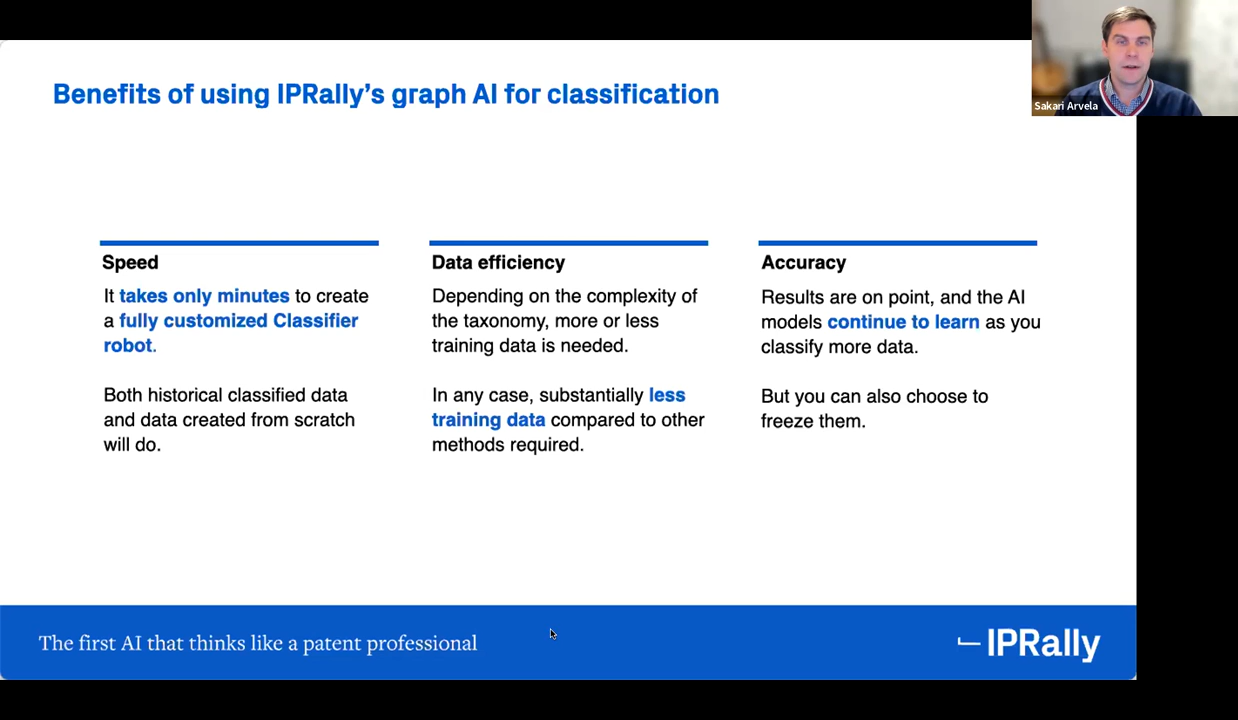 Benefits of using IPRally's graph AI for classification
Sakari Arvela
Speed
It takes only minutes to create
a fully customized Classifier
robot.
Both historical classified data
and data created from scratch
will do.
Data efficiency
Depending on the complexity of
the taxonomy, more or less
training data is needed.
In any case, substantially less
training data compared to other
methods required.
Accuracy
Results are on point, and the AI
models continue to learn as you
classify more data.
But you can also choose to
freeze them.
The first AI that thinks like a patent professional
IPRally